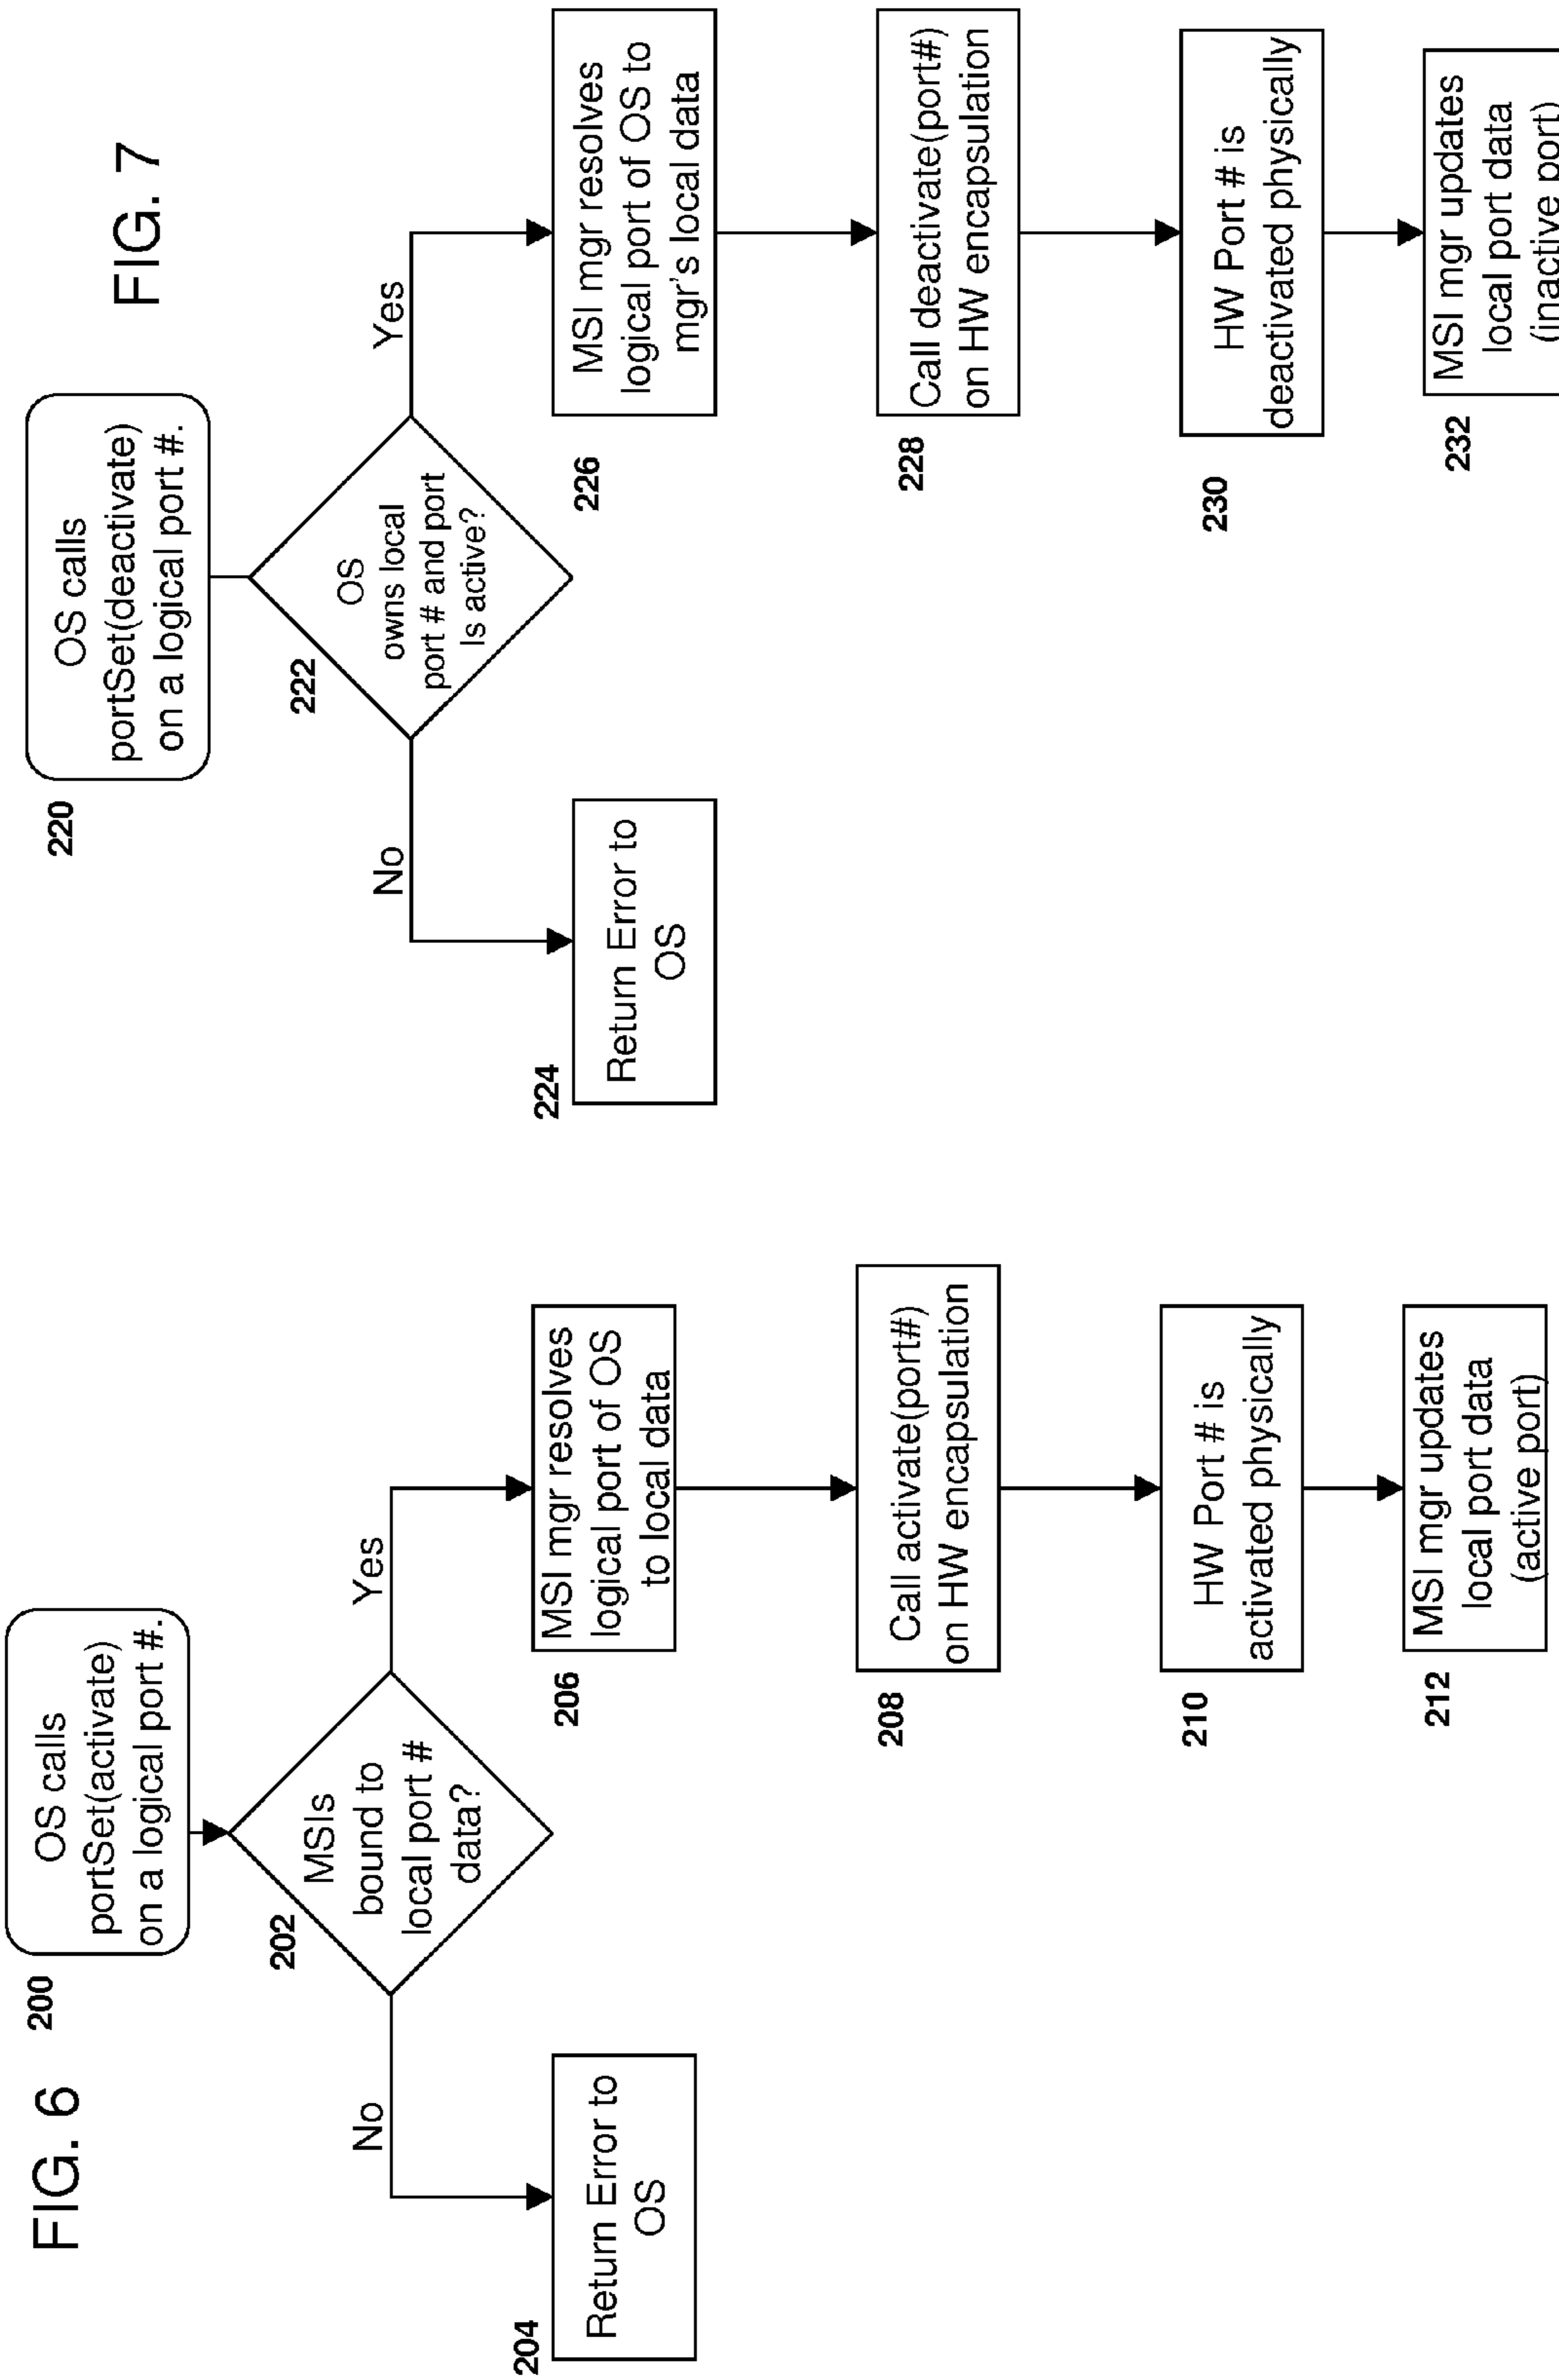 FIG. 6
200
OS calls
portSet(activate)
on a logical port #.
202
MSIs
bound to
local port #
data?
No
Yes
204
Return Error to
OS
206
MSI mgr resolves
logical port of OS
to local data
208
Call activate(port#)
on HW encapsulation
210
HW Port # is
activated physically
212
MSI mgr updates
local port data
(active port)
FIG. 7
220
OS calls
portSet(deactivate)
on a logical port #.
222
OS
owns local
port # and port
Is active?
No
Yes
224
Return Error to
OS
226
MSI mgr resolves
logical port of OS to
mgr's local data
228
Call deactivate(port#)
on HW encapsulation
230
HW Port # is
deactivated physically
232
MSI mgr updates
local port data
(inactive port)